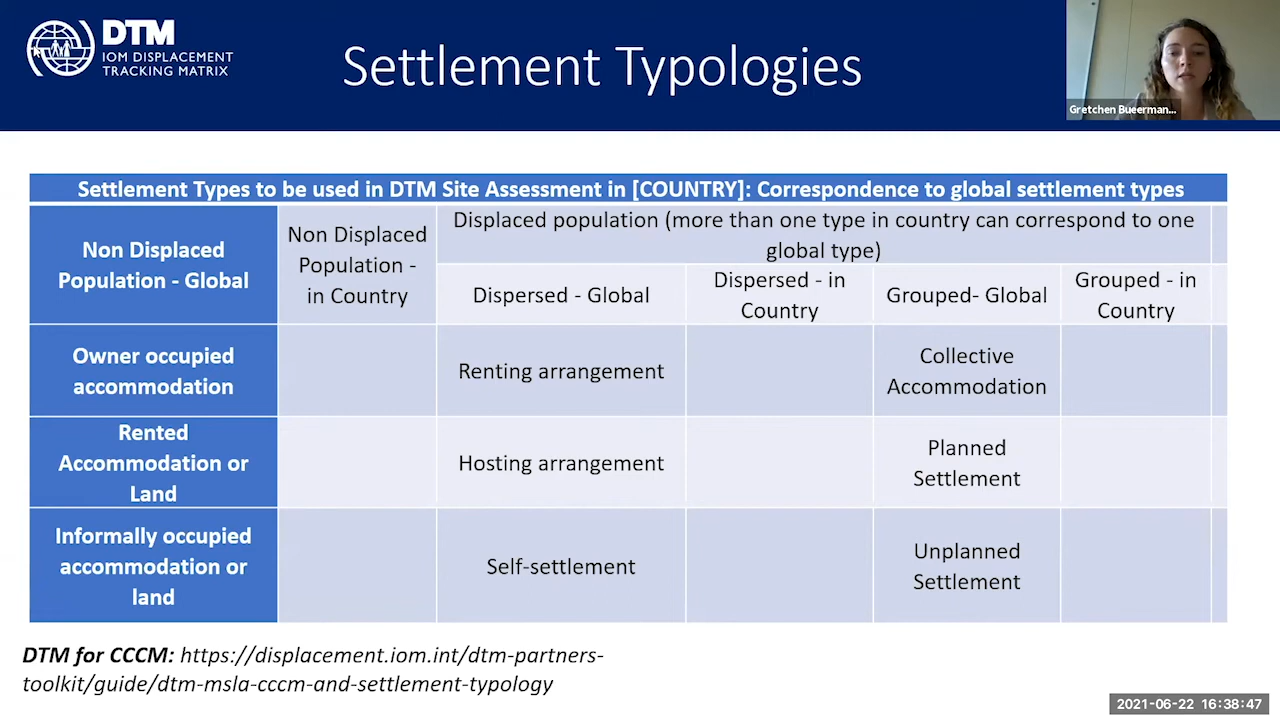 DTM
IOM DISPLACEMENT
TRACKING MATRIX
Settlement Typologies
Gretchen Bueerman...
Settlement Types to be used in DTM Site Assessment in [COUNTRY]: Correspondence to global settlement types
Non Displaced
Population - Global
Non Displaced
Population -
in Country
Displaced population (more than one type in country can correspond to one
global type)
Dispersed - Global
Dispersed - in
Country
Grouped- Global
Grouped - in
Country
Owner occupied
accommodation
Renting arrangement
Collective
Accommodation
Rented
Accommodation or
Land
Hosting arrangement
Planned
Settlement
Informally occupied
accommodation or
land
Self-settlement
Unplanned
Settlement
DTM for CCCM: https://displacement.iom.int/dtm-partners-
toolkit/guide/dtm-msla-cccm-and-settlement-typology
2021-06-22 16:38:47